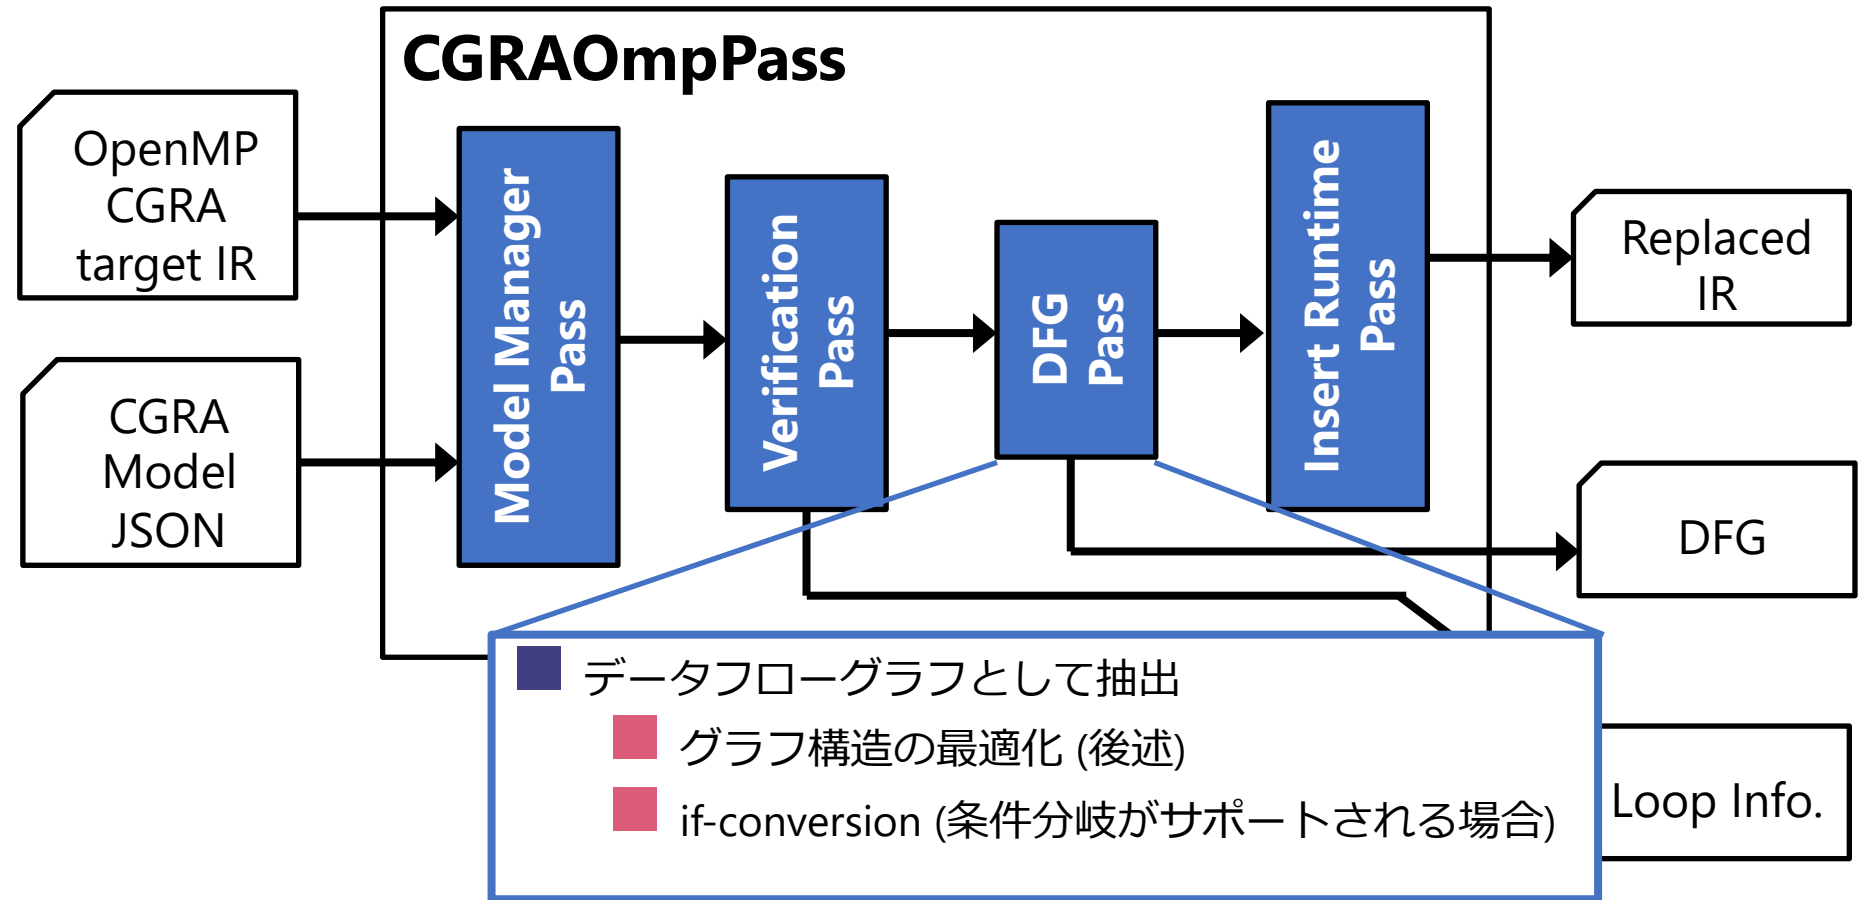 CGRAOmpPass
OpenMP
CGRA
target IR
CGRA
Model
JSON
Model Manager
Pass
Verification
Pass
DFG
Pass
Insert Runtime
Pass
Replaced
IR
DFG
Loop Info.
データフローグラフとして抽出
グラフ構造の最適化 (後述)
if-conversion (条件分岐がサポートされる場合)